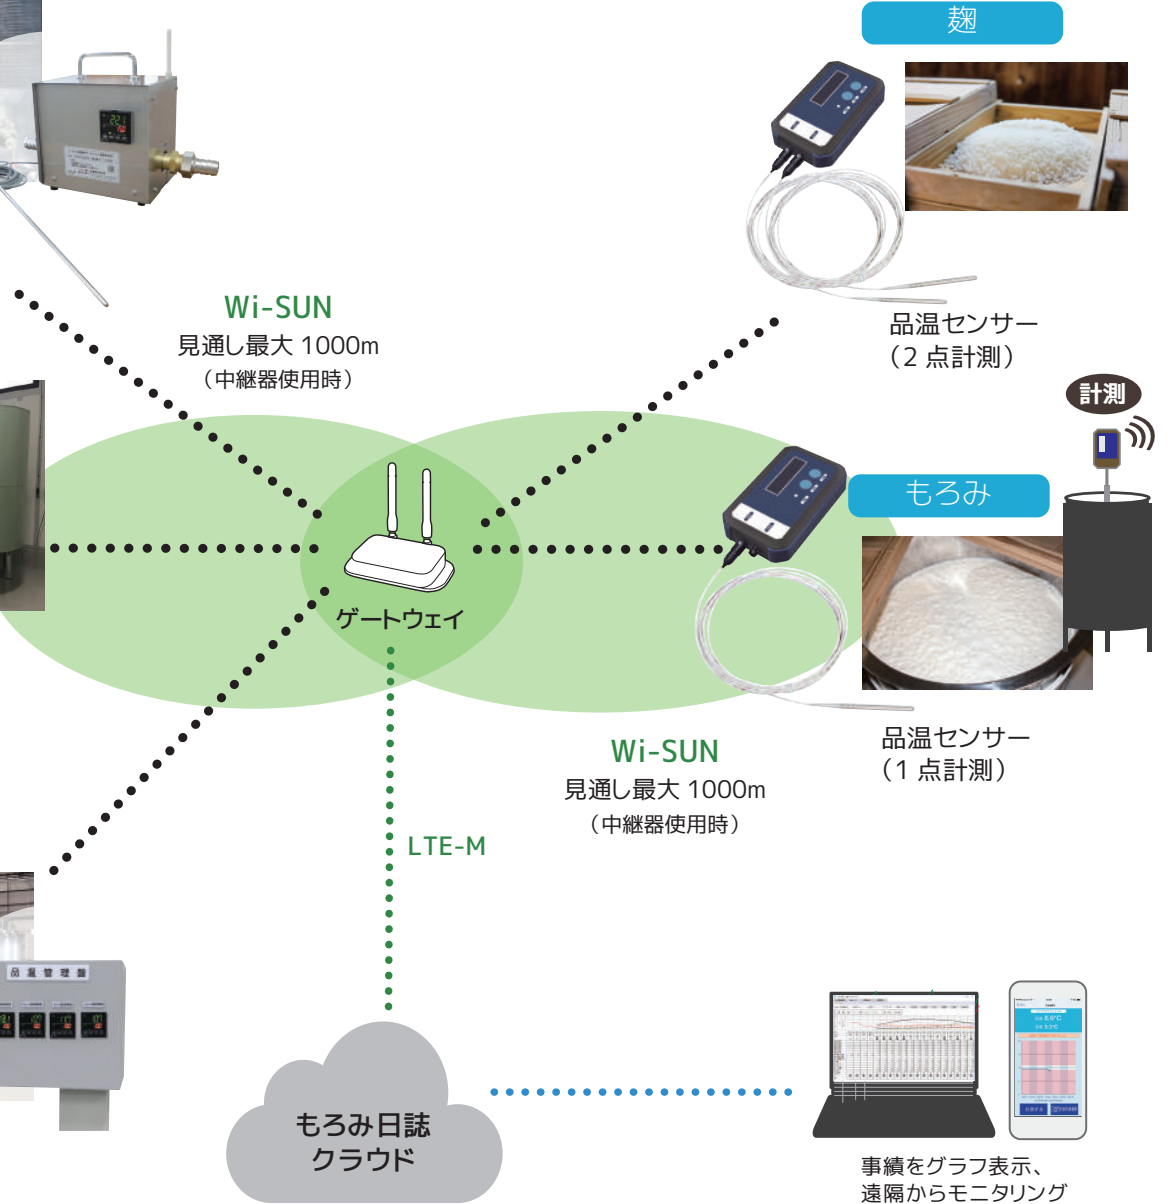 麹
221
Wi-SUN
見通し最大 1000m
（中継器使用時）
品温センサー
（2 点計測）
計測
もろみ
ゲートウェイ
品温センサー
（1 点計測）
Wi-SUN
見通し最大 1000m
（中継器使用時）
LTE-M
品温管理盤
もろみ日誌
クラウド
事績をグラフ表示、
遠隔からモニタリング